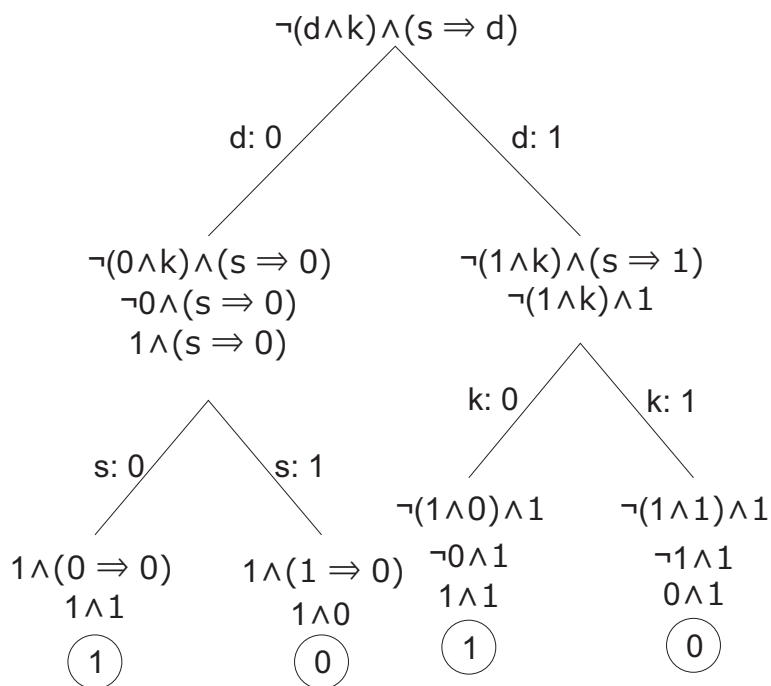 ¬(d∧k)∧(s ⇒ d)
d: 0
d: 1
¬(0∧k)∧(s ⇒ 0)
¬0∧(s ⇒ 0)
1∧(s ⇒ 0)
¬(1∧k)∧(s ⇒ 1)
¬(1∧k)∧1
s: 0
s: 1
k: 0
k: 1
1∧(0 ⇒ 0)
1∧1
1
1∧(1 ⇒ 0)
1∧0
0
¬(1∧0)∧1
¬0∧1
1∧1
1
¬(1∧1)∧1
¬1∧1
0∧1
0